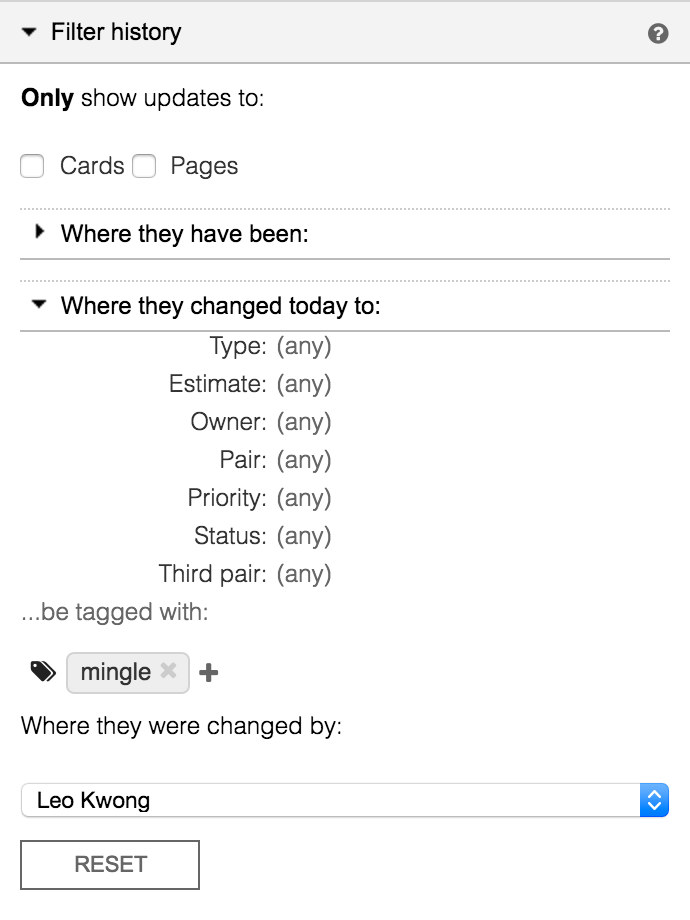 Filter history
Only show updates to:
Cards Pages
Where they have been:
Where they changed today to:
Type: (any)
Estimate: (any)
Owner: (any)
Pair: (any)
Priority: (any)
Status: (any)
Third pair: (any)
...be tagged with:
mingle
Where they were changed by:
Leo Kwong
RESET